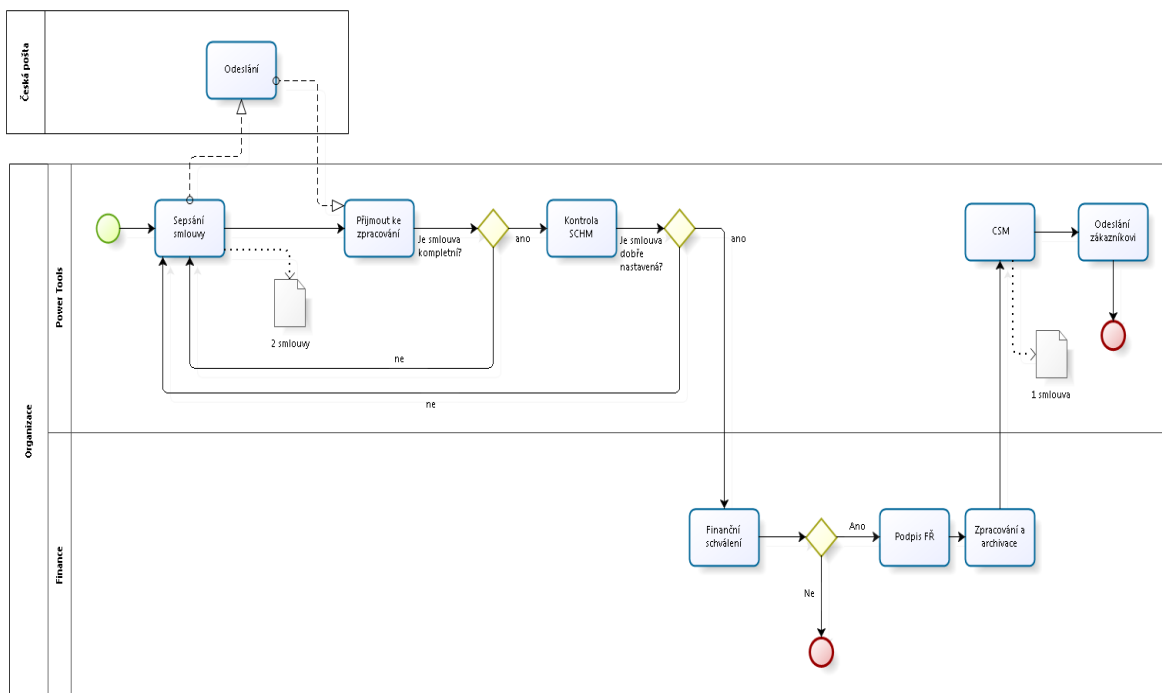 Česká pošta
Odeslání
Organizace
Power Tools
Sepsání
smlouvy
2 smlouvy
Přijmout ke
zpracování
Je smlouva
kompletní?
ano
ne
Kontrola
SCHM
Je smlouva
dobře
nastavená?
ano
ne
CSM
1 smlouva
Odeslání
zákazníkovi
Finance
Finanční
schválení
Ano
Ne
Podpis FŘ
Zpracování a
archivace